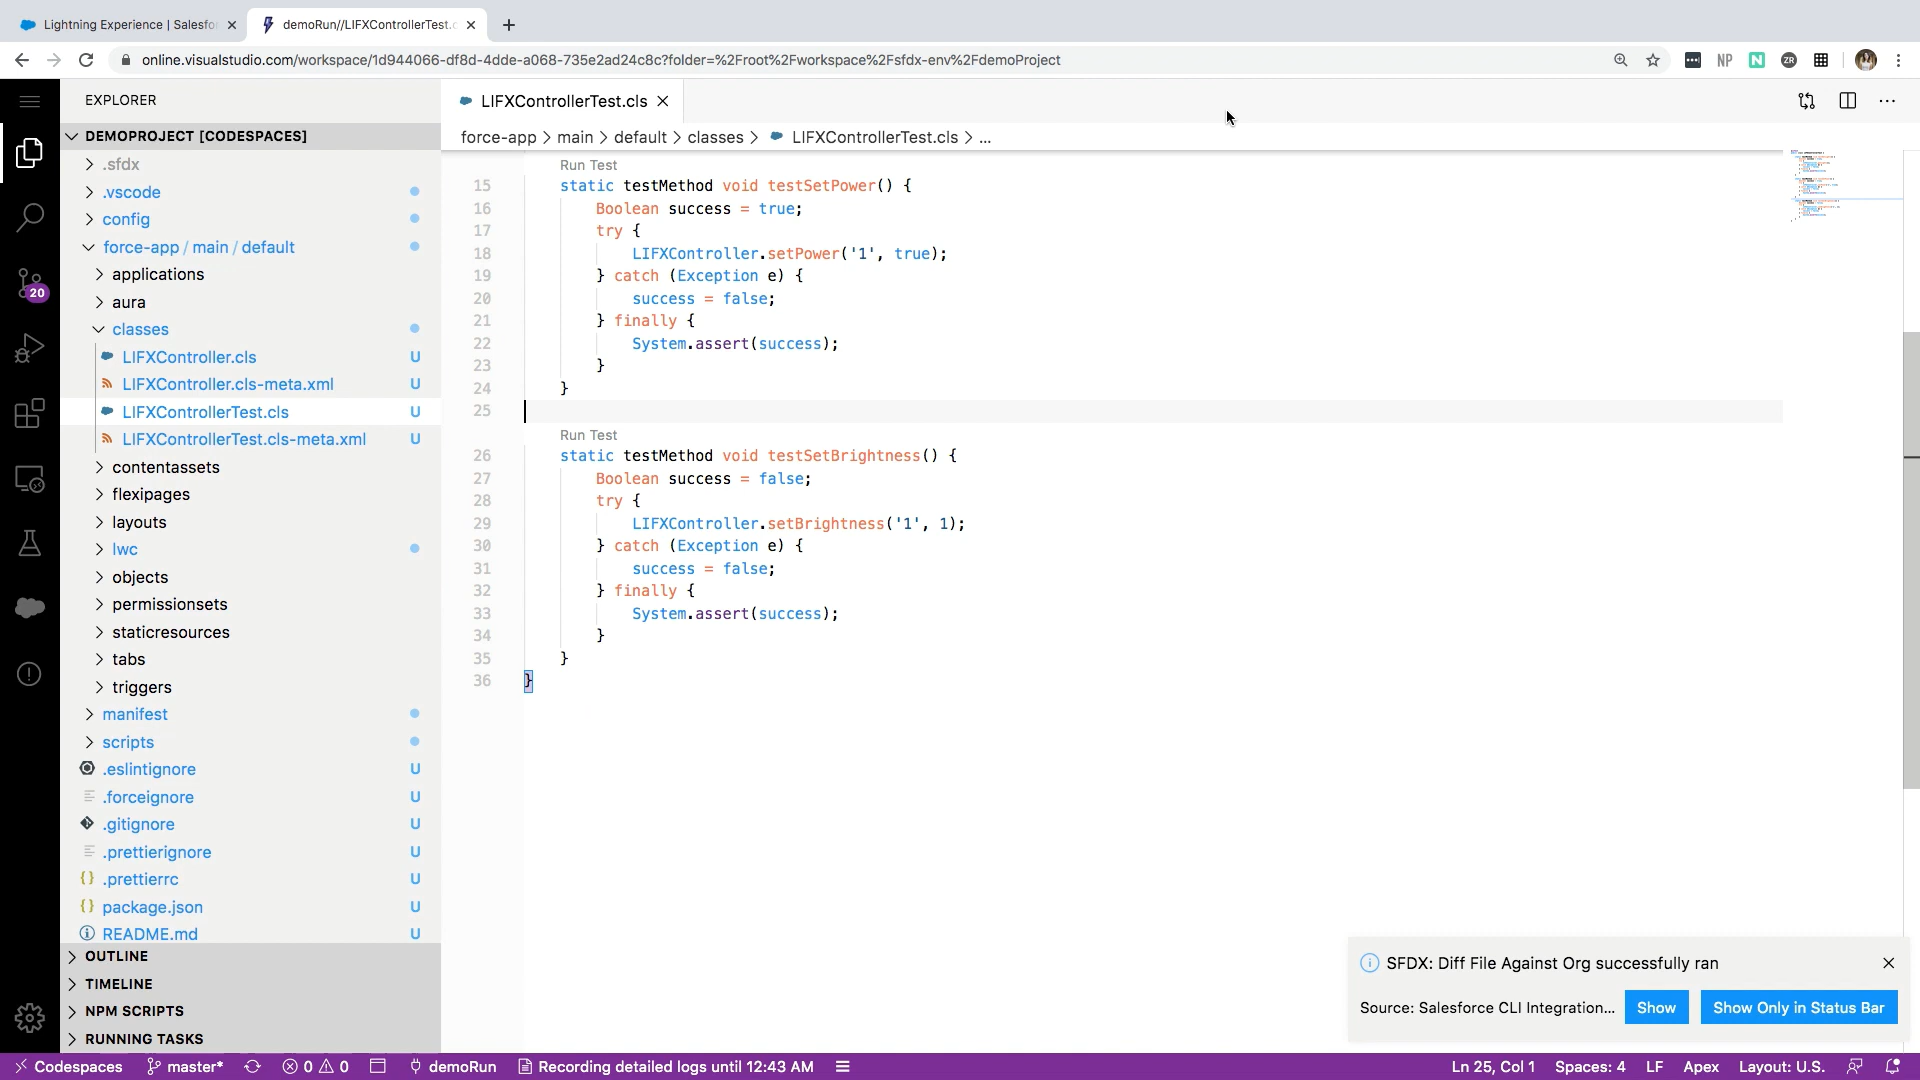 Lightning Experience | Salesfo
demoRun//LIFXControllerTest.c
online.visualstudio.com/workspace/1d944066-df8d-4dde-a068-735e2ad24c8c?folder=%2Froot%2Fworkspace%2Fsfdx-env%2FdemoProject
NP
N
ZR
EXPLORER
DEMOPROJECT [CODESPACES]
.sfdx
.vscode
config
force-app / main / default
applications
aura
classes
LIFXController.cls U
LIFXController.cls-meta.xml U
LIFXControllerTest.cls U
LIFXControllerTest.cls-meta.xml U
contentassets
flexipages
layouts
lwc
objects
permissionsets
staticresources
tabs
triggers
manifest
scripts
.eslintignore U
.forceignore U
.gitignore U
.prettierignore U
.prettierrc U
package.json U
README.md U
OUTLINE
TIMELINE
NPM SCRIPTS
RUNNING TASKS
20
LIFXControllerTest.cls
force-app > main > default > classes > LIFXControllerTest.cls > ...
Run Test
15 static testMethod void testSetPower() {
16 Boolean success = true;
17 try {
18 LIFXController.setPower('1', true);
19 } catch (Exception e) {
20 success = false;
21 } finally {
22 System.assert(success);
23 }
24 }
25
Run Test
26 static testMethod void testSetBrightness() {
27 Boolean success = false;
28 try {
29 LIFXController.setBrightness('1', 1);
30 } catch (Exception e) {
31 success = false;
32 } finally {
33 System.assert(success);
34 }
35 }
36 }
SFDX: Diff File Against Org successfully ran
Source: Salesforce CLI Integration... Show Show Only in Status Bar
Codespaces master* 0 0 demoRun Recording detailed logs until 12:43 AM Ln 25, Col 1 Spaces: 4 LF Apex Layout: U.S.